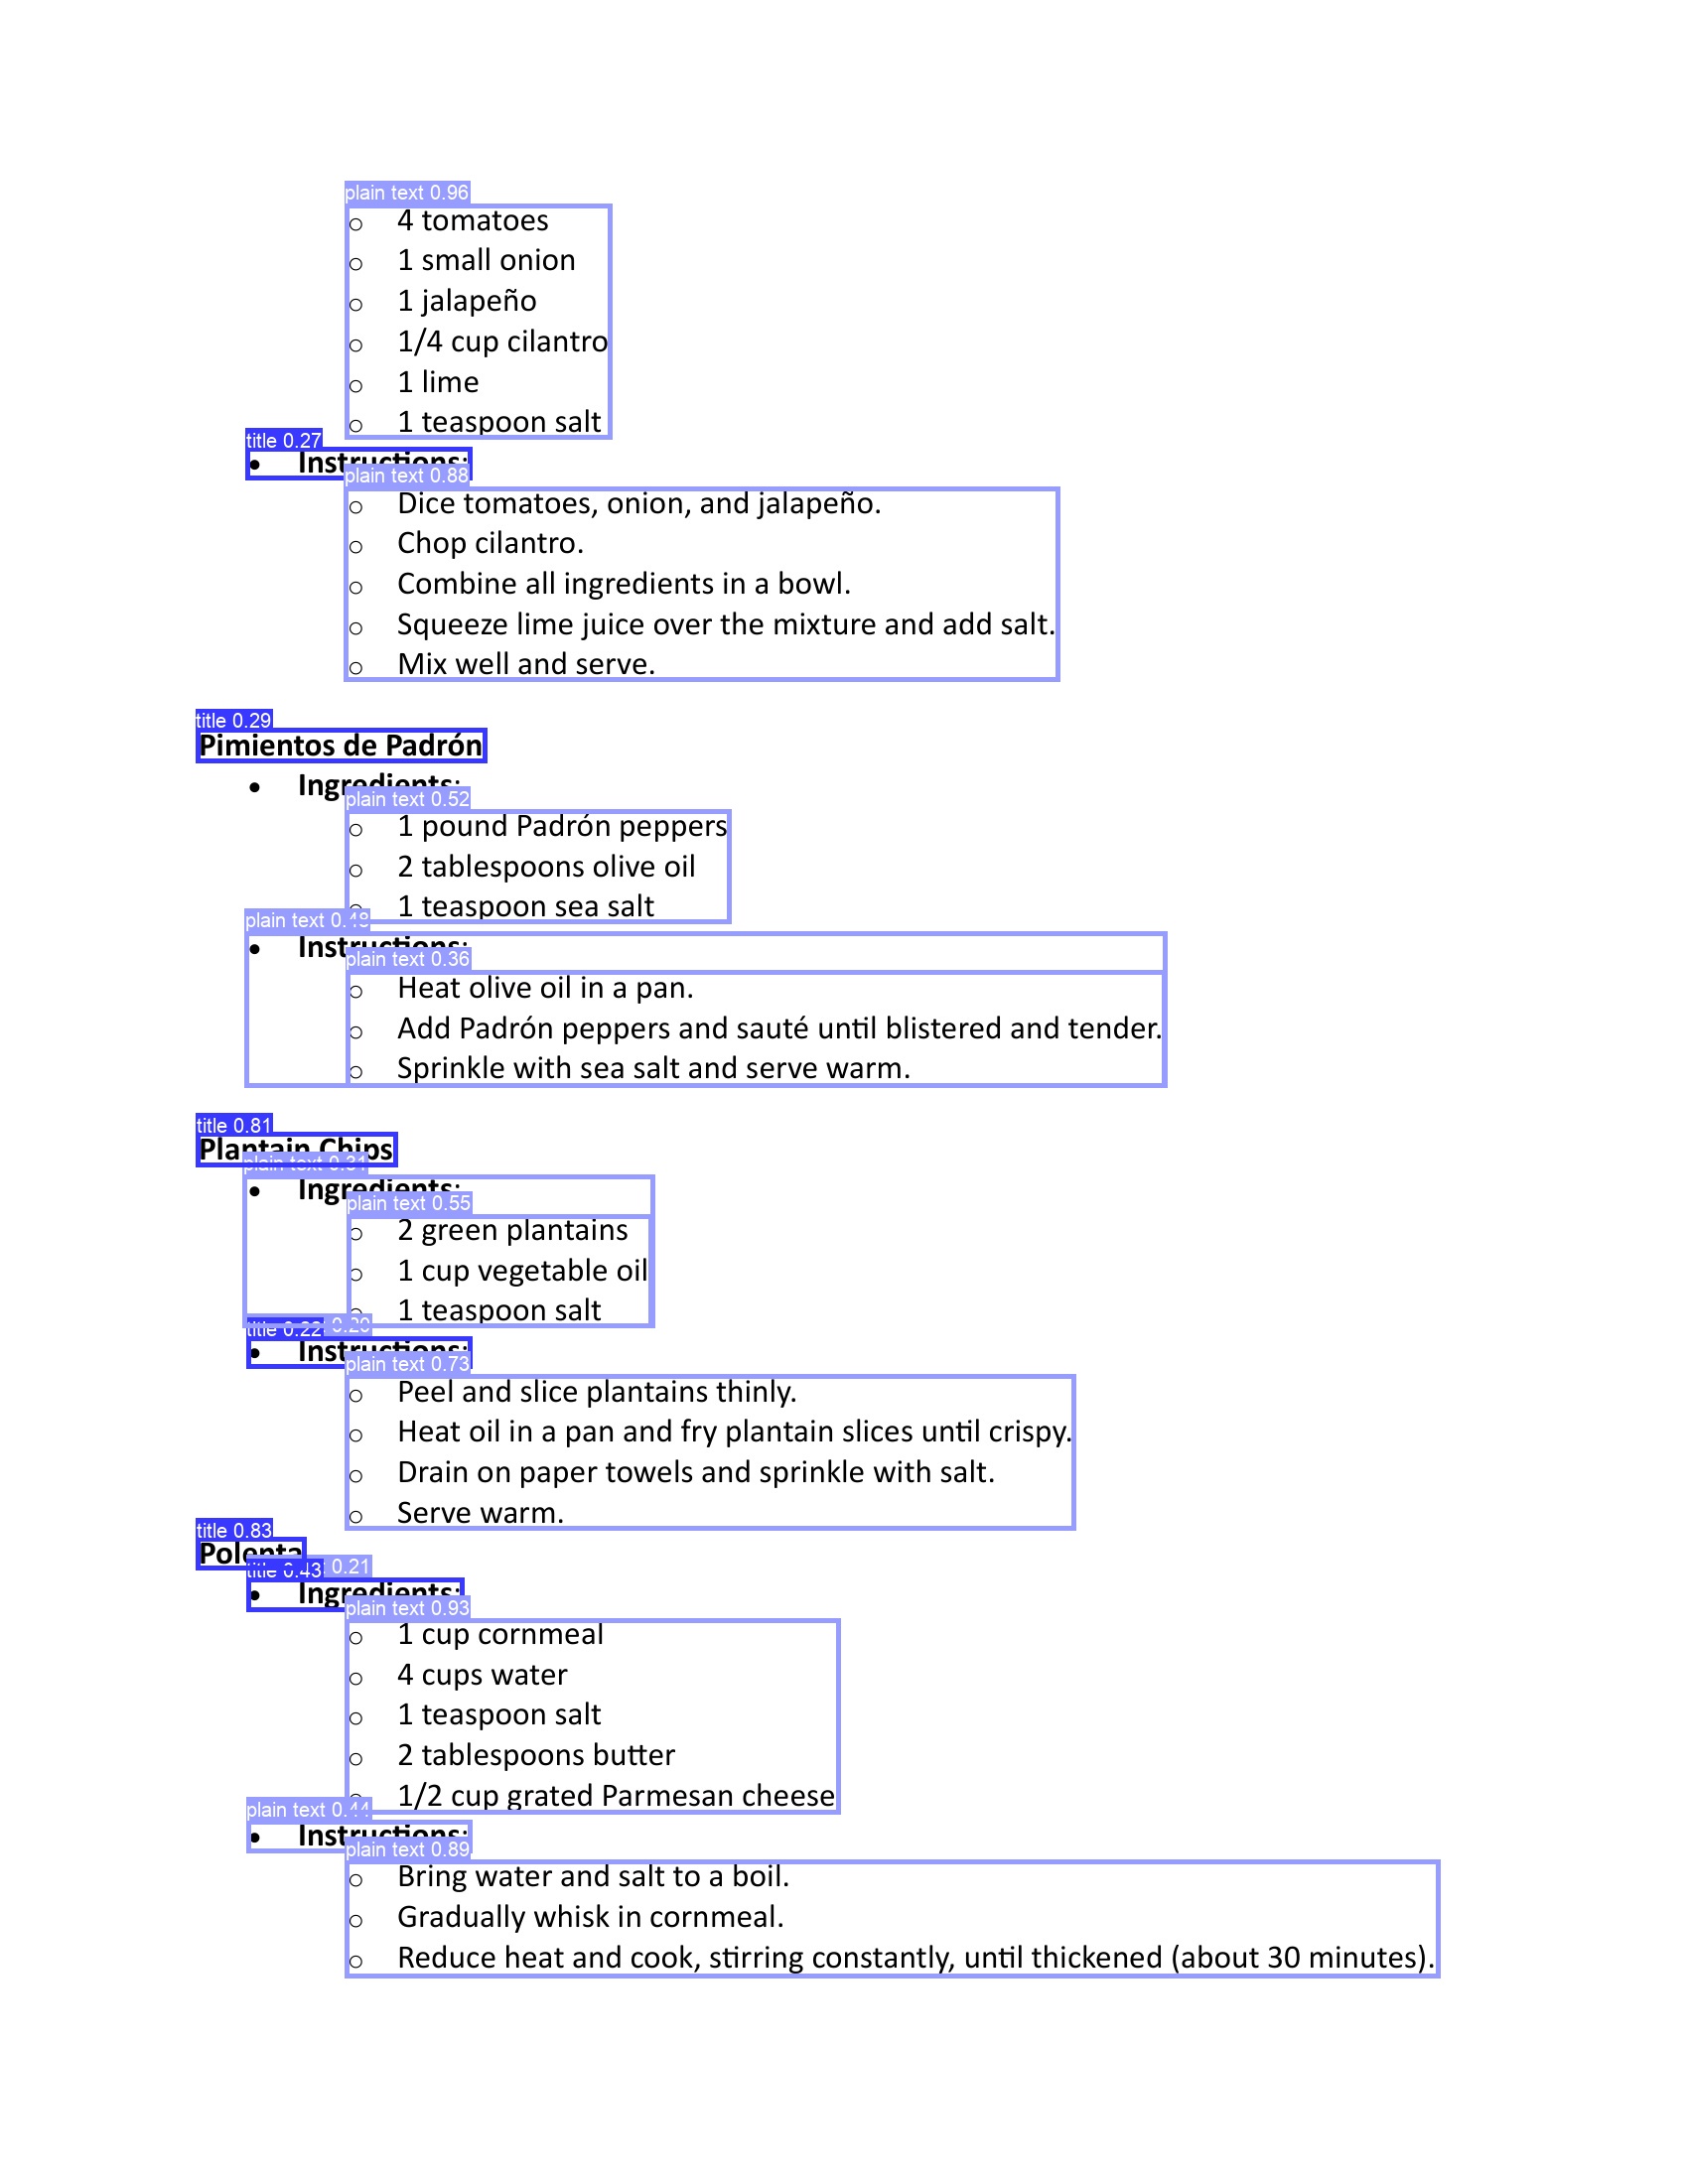 plain text 0.96
○ 4 tomatoes
○ 1 small onion
○ 1 jalapeño
○ 1/4 cup cilantro
○ 1 lime
○ 1 teaspoon salt
title 0.27
• Instructions:
plain text 0.88
○ Dice tomatoes, onion, and jalapeño.
○ Chop cilantro.
○ Combine all ingredients in a bowl.
○ Squeeze lime juice over the mixture and add salt.
○ Mix well and serve.
title 0.29
Pimientos de Padrón
• Ingredients:
plain text 0.52
○ 1 pound Padrón peppers
○ 2 tablespoons olive oil
○ 1 teaspoon sea salt
plain text 0.48
• Instructions:
plain text 0.36
○ Heat olive oil in a pan.
○ Add Padrón peppers and sauté until blistered and tender.
○ Sprinkle with sea salt and serve warm.
title 0.81
Plantain Chips
plain text 0.31
• Ingredients:
plain text 0.55
○ 2 green plantains
○ 1 cup vegetable oil
○ 1 teaspoon salt
title 0.22
• Instructions:
plain text 0.73
○ Peel and slice plantains thinly.
○ Heat oil in a pan and fry plantain slices until crispy.
○ Drain on paper towels and sprinkle with salt.
○ Serve warm.
title 0.83
Polenta
title 0.43 0.21
• Ingredients:
plain text 0.93
○ 1 cup cornmeal
○ 4 cups water
○ 1 teaspoon salt
○ 2 tablespoons butter
○ 1/2 cup grated Parmesan cheese
plain text 0.44
• Instructions:
plain text 0.89
○ Bring water and salt to a boil.
○ Gradually whisk in cornmeal.
○ Reduce heat and cook, stirring constantly, until thickened (about 30 minutes).